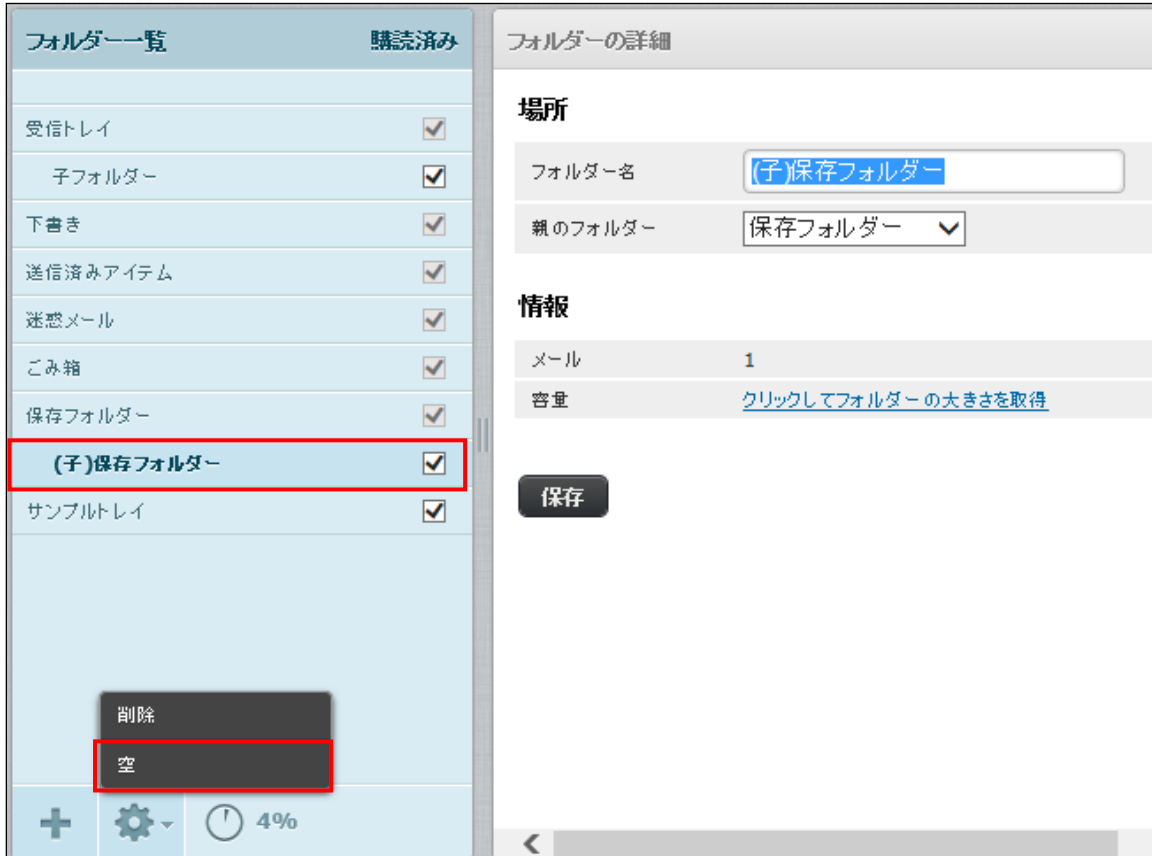 フォルダー一覧 購読済み
受信トレイ
子フォルダー
下書き
送信済みアイテム
迷惑メール
ごみ箱
保存フォルダー
(子)保存フォルダー
サンプルトレイ
削除
空
4%
フォルダーの詳細
場所
フォルダー名 (子)保存フォルダー
親のフォルダー 保存フォルダー
情報
メール 1
容量 クリックしてフォルダーの大きさを取得
保存